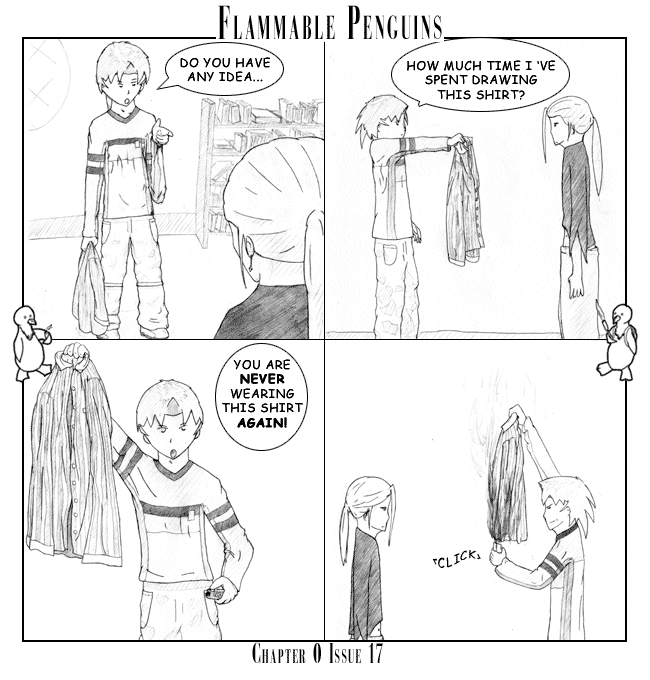 Flammable Penguins
DO YOU HAVE
ANY IDEA...
HOW MUCH TIME I 'VE
SPENT DRAWING
THIS SHIRT?
YOU ARE
NEVER
WEARING
THIS SHIRT
AGAIN!
*CLICK*
Chapter 0 Issue 17